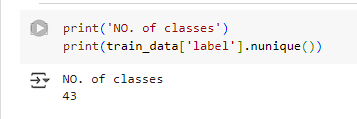 print('NO. of classes')
print(train_data['label'].nunique())
NO. of classes
43